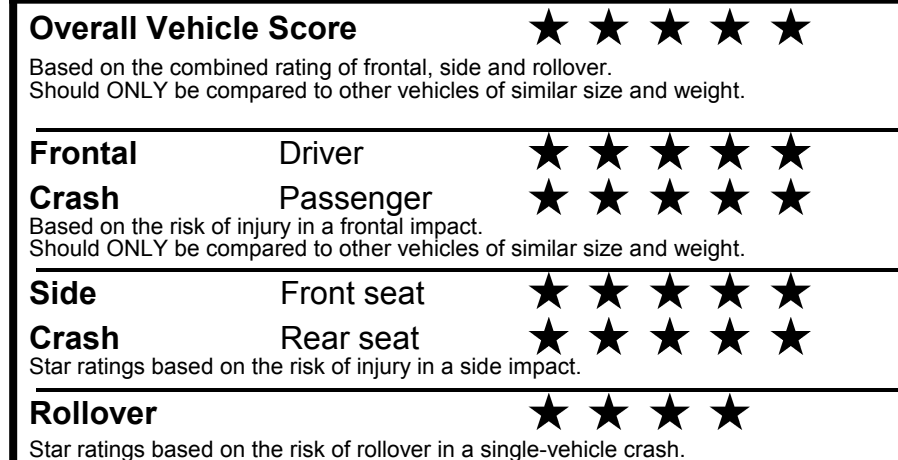 Overall Vehicle Score ★ ★ ★ ★ ★
Based on the combined rating of frontal, side and rollover.
Should ONLY be compared to other vehicles of similar size and weight.
Frontal Driver ★ ★ ★ ★ ★
Crash Passenger ★ ★ ★ ★ ★
Based on the risk of injury in a frontal impact.
Should ONLY be compared to other vehicles of similar size and weight.
Side Front seat ★ ★ ★ ★ ★
Crash Rear seat ★ ★ ★ ★ ★
Star ratings based on the risk of injury in a side impact.
Rollover ★ ★ ★ ★
Star ratings based on the risk of rollover in a single-vehicle crash.